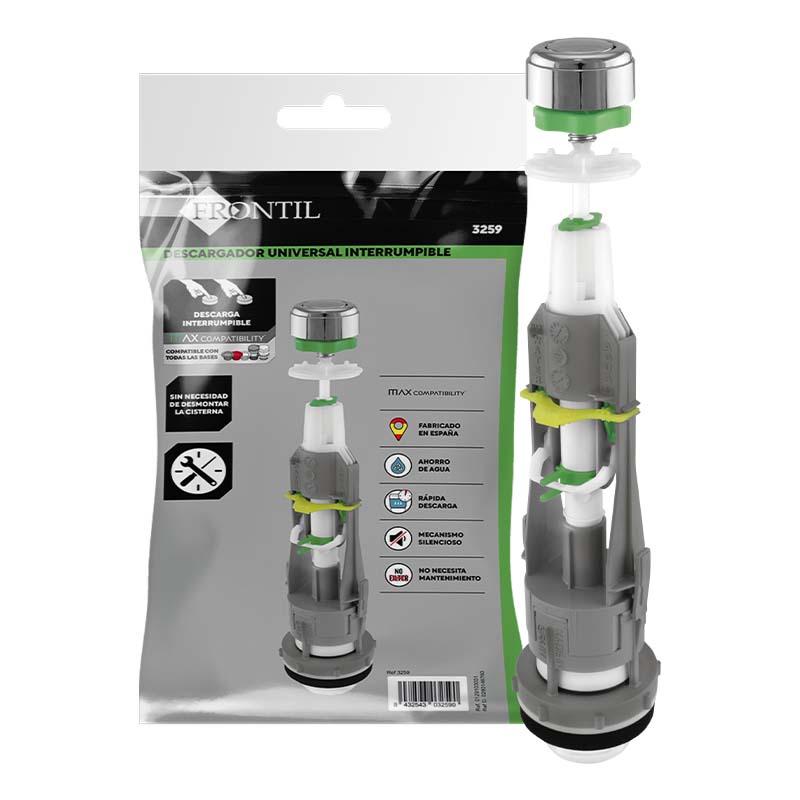 FRONTIL
3259
DESCARGADOR UNIVERSAL INTERRUMPIBLE
DESCARGA
INTERRUMPIBLE
MAX COMPATIBILITY
COMPATIBLE CON
TODAS LAS BASES
SIN NECESIDAD
DE DESMONTAR
LA CISTERNA
MAX COMPATIBILITY
FABRICADO
EN ESPAÑA
AHORRO
DE AGUA
RÁPIDA
DESCARGA
MECANISMO
SILENCIOSO
NO
NO NECESITA
MANTENIMIENTO
Ref.3259
8 432543 032599